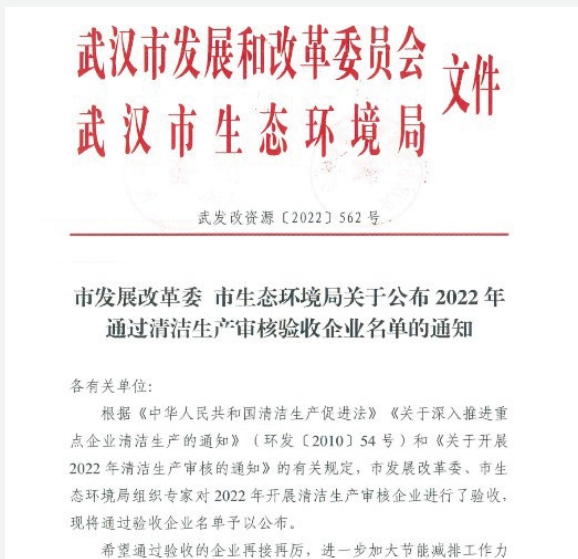 武汉市发展和改革委员会
武汉市生态环境局
文件
武发改资源〔2022〕562号
市发展改革委 市生态环境局关于公布2022年
通过清洁生产审核验收企业名单的通知
各有关单位：
根据《中华人民共和国清洁生产促进法》《关于深入推进重
点企业清洁生产的通知》（环发〔2010〕54号）和《关于开展
2022年清洁生产审核的通知》的有关规定，市发展改革委、市生
态环境局组织专家对2022年开展清洁生产审核企业进行了验收，
现将通过验收企业名单予以公布。
希望通过验收的企业再接再厉，进一步加大节能减排工作力